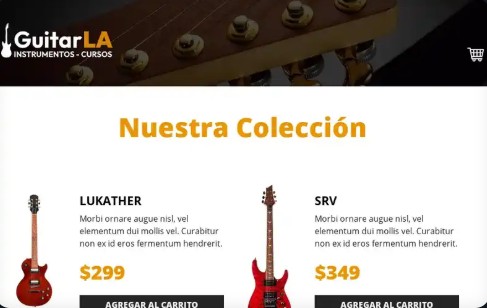 GuitarLA
INSTRUMENTOS - CURSOS
Nuestra Colección
LUKATHER
Morbi ornare augue nisl, vel
elementum dui mollis vel. Curabitur
non ex id eros fermentum hendrerit.
$299
AGREGAR AL CARRITO
SRV
Morbi ornare augue nisl, vel
elementum dui mollis vel. Curabitur
non ex id eros fermentum hendrerit.
$349
AGREGAR AL CARRITO